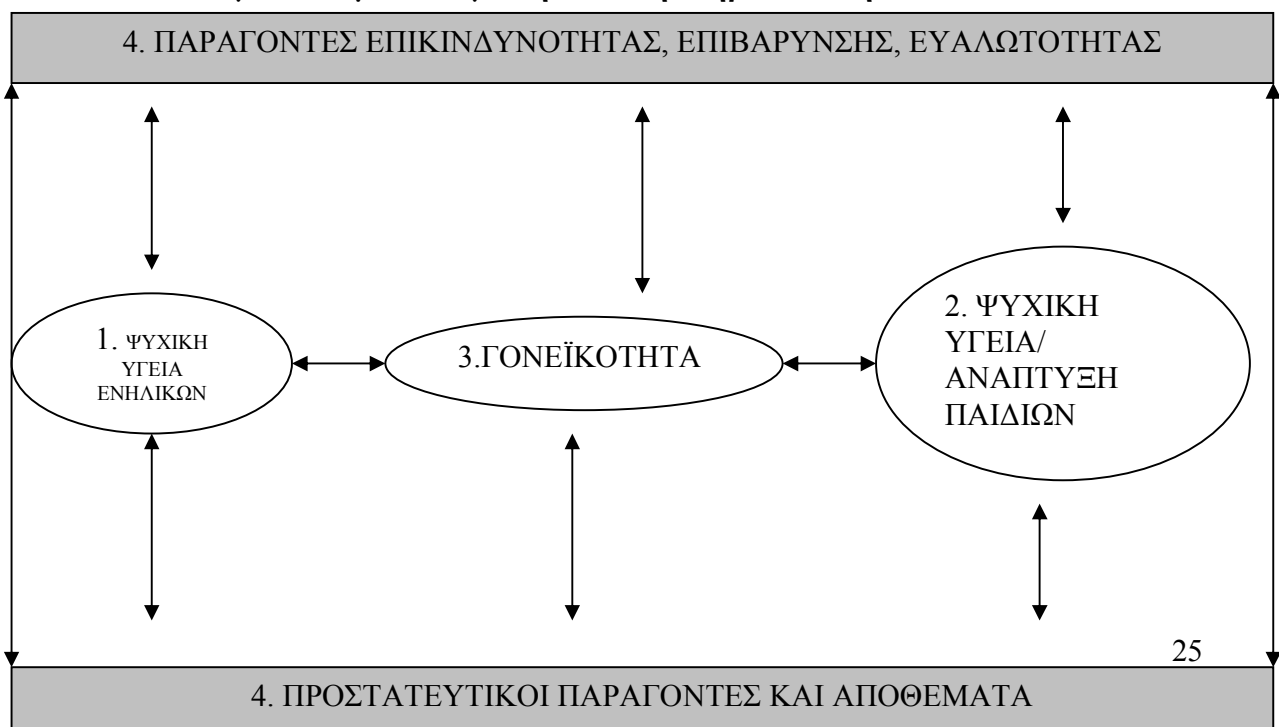 4. ΠΑΡΑΓΟΝΤΕΣ ΕΠΙΚΙΝΔΥΝΟΤΗΤΑΣ, ΕΠΙΒΑΡΥΝΣΗΣ, ΕΥΑΛΩΤΟΤΗΤΑΣ
1. ΨΥΧΙΚΗ
ΥΓΕΙΑ
ΕΝΗΛΙΚΩΝ
3.ΓΟΝΕΪΚΟΤΗΤΑ
2. ΨΥΧΙΚΗ
ΥΓΕΙΑ/
ΑΝΑΠΤΥΞΗ
ΠΑΙΔΙΩΝ
25
4. ΠΡΟΣΤΑΤΕΥΤΙΚΟΙ ΠΑΡΑΓΟΝΤΕΣ ΚΑΙ ΑΠΟΘΕΜΑΤΑ